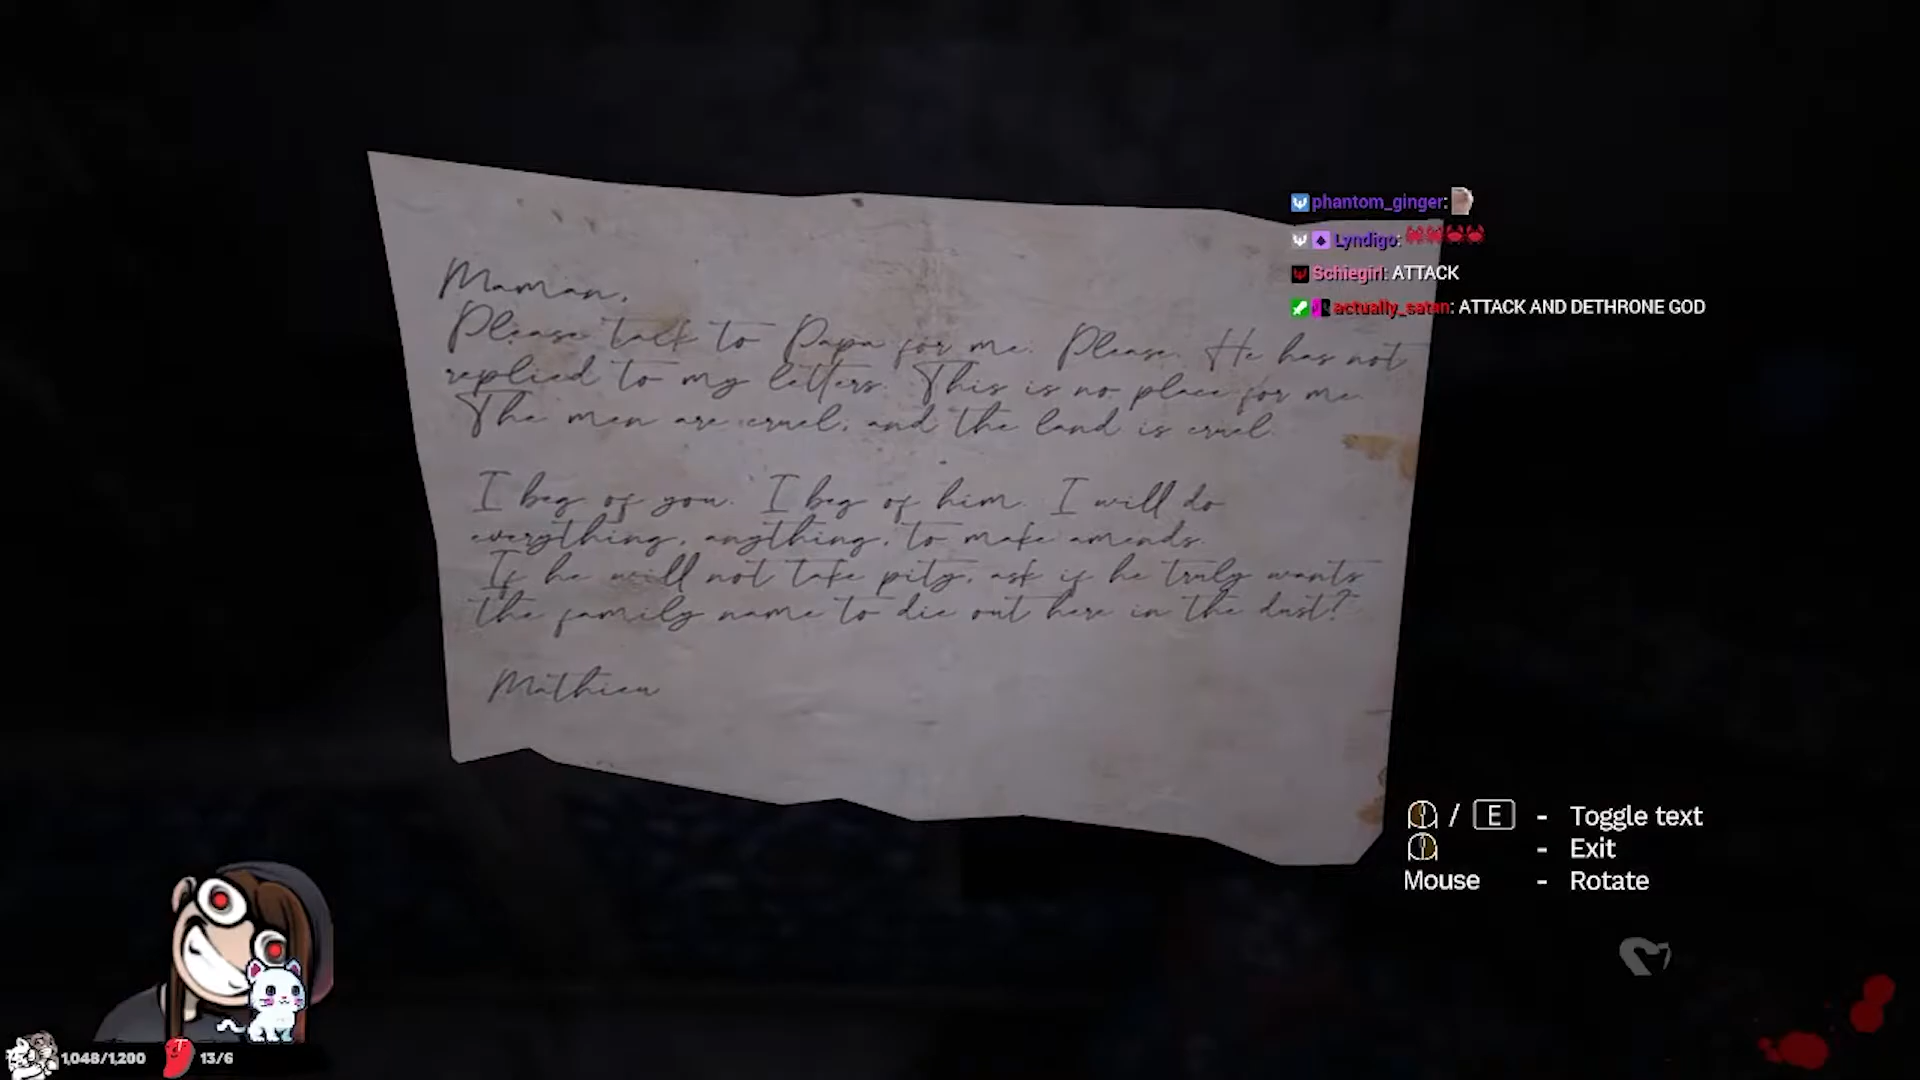 phantom_ginger:
Lyndigo:
Schiegirl: ATTACK
actually_satan: ATTACK AND DETHRONE GOD
Maman,
Please talk to Papa for me. Please. He has not
replied to my letters. This is no place for me.
The men are cruel, and the land is cruel.
I beg of you. I beg of him. I will do
everything, anything, to make amends.
If he will not take pity, ask if he truly wants
the family name to die out here in the dust?
Mathieu
/ E - Toggle text
- Exit
Mouse - Rotate
1,048/1,200 13/6